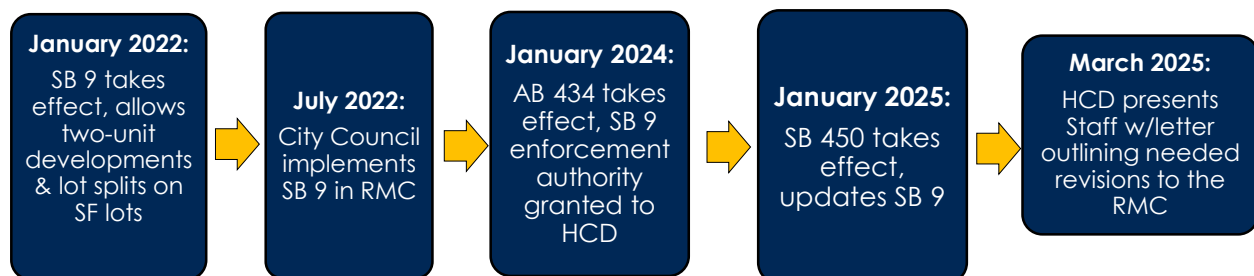 January 2022:
SB 9 takes
effect, allows
two-unit
developments
& lot splits on
SF lots
July 2022:
City Council
implements
SB 9 in RMC
January 2024:
AB 434 takes
effect, SB 9
enforcement
authority
granted to
HCD
January 2025:
SB 450 takes
effect,
updates SB 9
March 2025:
HCD presents
Staff w/letter
outlining needed
revisions to the
RMC